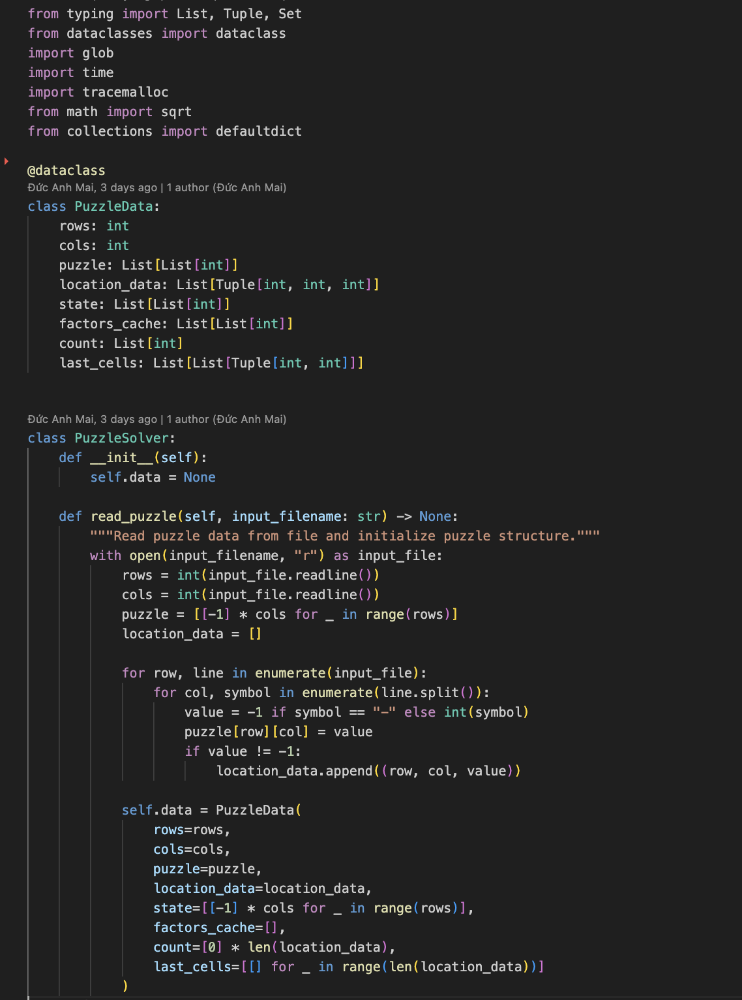 from typing import List, Tuple, Set
from dataclasses import dataclass
import glob
import time
import tracemalloc
from math import sqrt
from collections import defaultdict
@dataclass
Đức Anh Mai, 3 days ago | 1 author (Đức Anh Mai)
class PuzzleData:
    rows: int
    cols: int
    puzzle: List[List[int]]
    location_data: List[Tuple[int, int, int]]
    state: List[List[int]]
    factors_cache: List[List[int]]
    count: List[int]
    last_cells: List[List[Tuple[int, int]]]
Đức Anh Mai, 3 days ago | 1 author (Đức Anh Mai)
class PuzzleSolver:
    def __init__(self):
        self.data = None
    def read_puzzle(self, input_filename: str) -> None:
        """Read puzzle data from file and initialize puzzle structure."""
        with open(input_filename, "r") as input_file:
            rows = int(input_file.readline())
            cols = int(input_file.readline())
            puzzle = [[-1] * cols for _ in range(rows)]
            location_data = []
            for row, line in enumerate(input_file):
                for col, symbol in enumerate(line.split()):
                    value = -1 if symbol == "-" else int(symbol)
                    puzzle[row][col] = value
                    if value != -1:
                        location_data.append((row, col, value))
            self.data = PuzzleData(
                rows=rows,
                cols=cols,
                puzzle=puzzle,
                location_data=location_data,
                state=[[-1] * cols for _ in range(rows)],
                factors_cache=[],
                count=[0] * len(location_data),
                last_cells=[[] for _ in range(len(location_data))]
            )